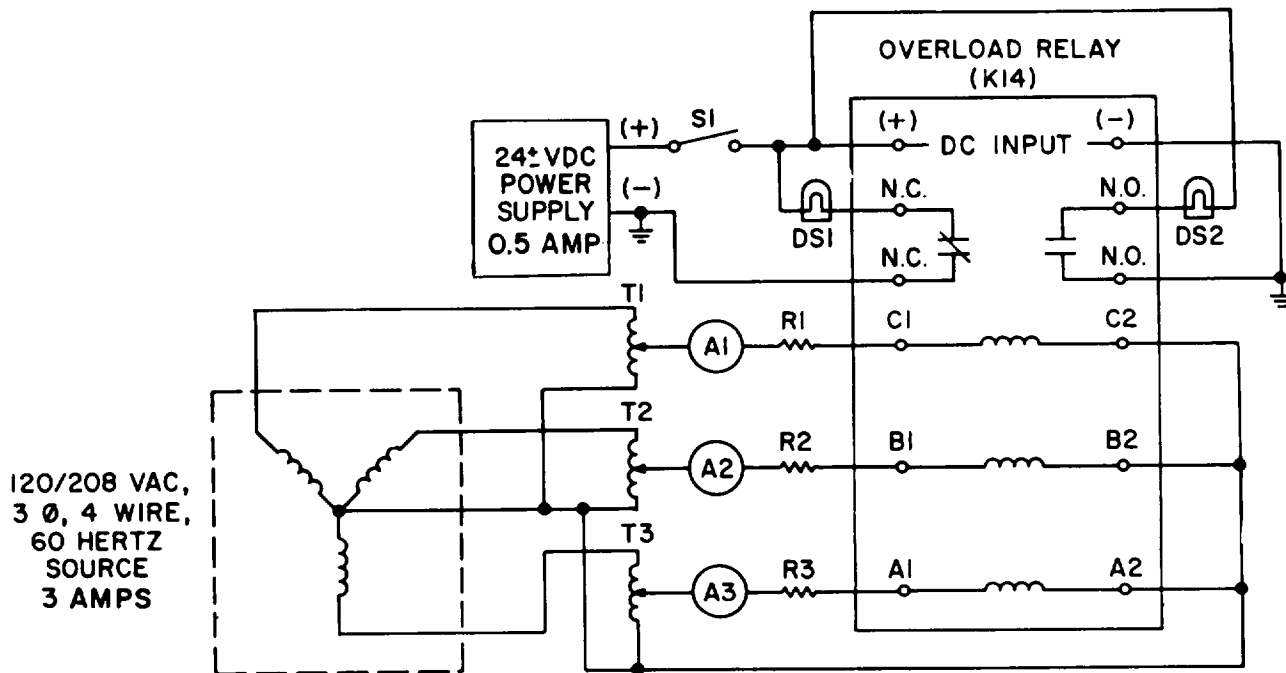 OVERLOAD RELAY
(K14)
24± VDC
POWER
SUPPLY
0.5 AMP
(+)
(-)
S1
(+)
DC INPUT
(-)
N.C.
N.O.
DS1
DS2
N.C.
N.O.
T1
A1
R1
C1
C2
T2
A2
R2
B1
B2
120/208 VAC,
3 Ø, 4 WIRE,
60 HERTZ
SOURCE
3 AMPS
T3
A3
R3
A1
A2